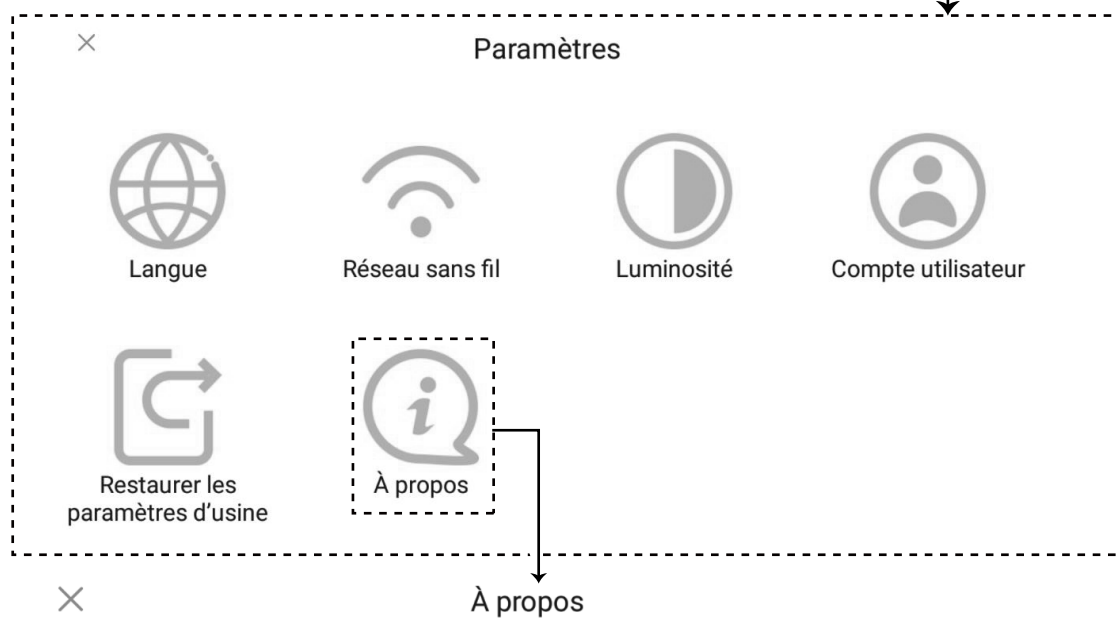 Paramètres
Langue
Réseau sans fil
Luminosité
Compte utilisateur
Restaurer les
paramètres d’usine
À propos
À propos